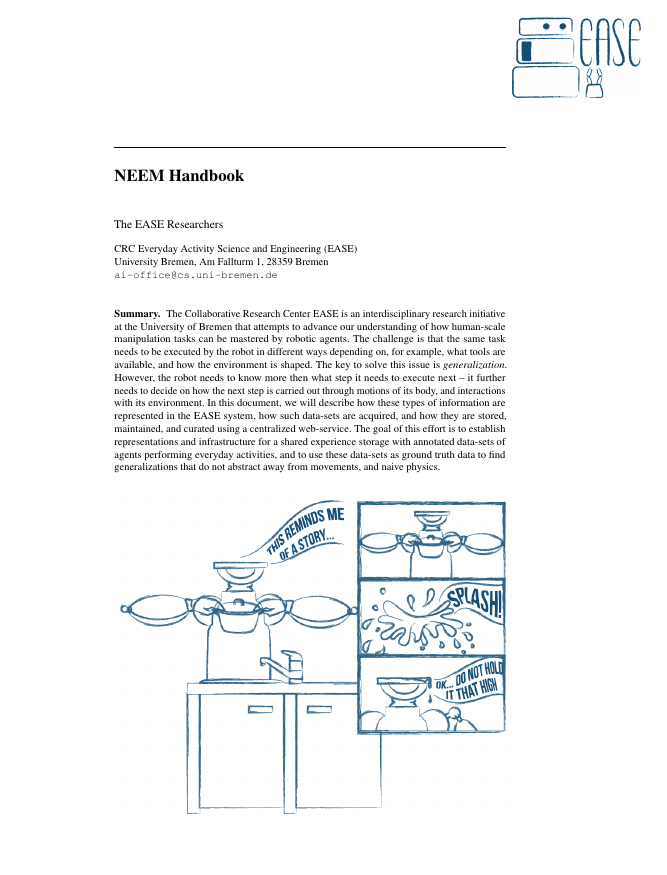 EASE
NEEM Handbook
The EASE Researchers
CRC Everyday Activity Science and Engineering (EASE)
University Bremen, Am Fallturm 1, 28359 Bremen
ai-office@cs.uni-bremen.de
Summary. The Collaborative Research Center EASE is an interdisciplinary research initiative
at the University of Bremen that attempts to advance our understanding of how human-scale
manipulation tasks can be mastered by robotic agents. The challenge is that the same task
needs to be executed by the robot in different ways depending on, for example, what tools are
available, and how the environment is shaped. The key to solve this issue is generalization.
However, the robot needs to know more then what step it needs to execute next – it further
needs to decide on how the next step is carried out through motions of its body, and interactions
with its environment. In this document, we will describe how these types of information are
represented in the EASE system, how such data-sets are acquired, and how they are stored,
maintained, and curated using a centralized web-service. The goal of this effort is to establish
representations and infrastructure for a shared experience storage with annotated data-sets of
agents performing everyday activities, and to use these data-sets as ground truth data to find
generalizations that do not abstract away from movements, and naive physics.
THIS REMINDS ME
OF A STORY...
SPLASH!
OK... DO NOT HOLD
IT THAT HIGH